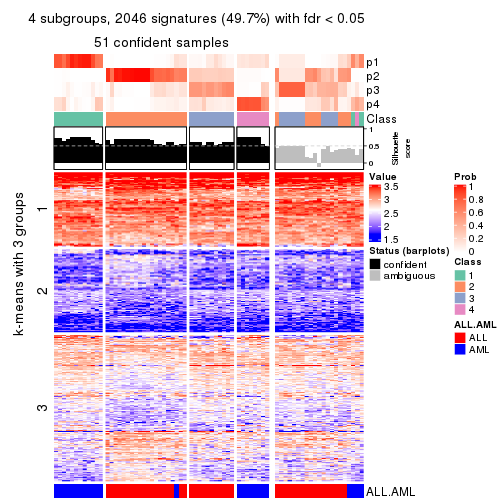 4 subgroups, 2046 signatures (49.7%) with fdr < 0.05
51 confident samples
p1
p2
p3
p4
Class
1
0.5
0
Silhouette
score
k-means with 3 groups
1
2
3
Value
3.5
3
2.5
2
1.5
Status (barplots)
confident
ambiguous
Prob
1
0.8
0.6
0.4
0.2
0
Class
1
2
3
4
ALL.AML
ALL
AML
ALL.AML